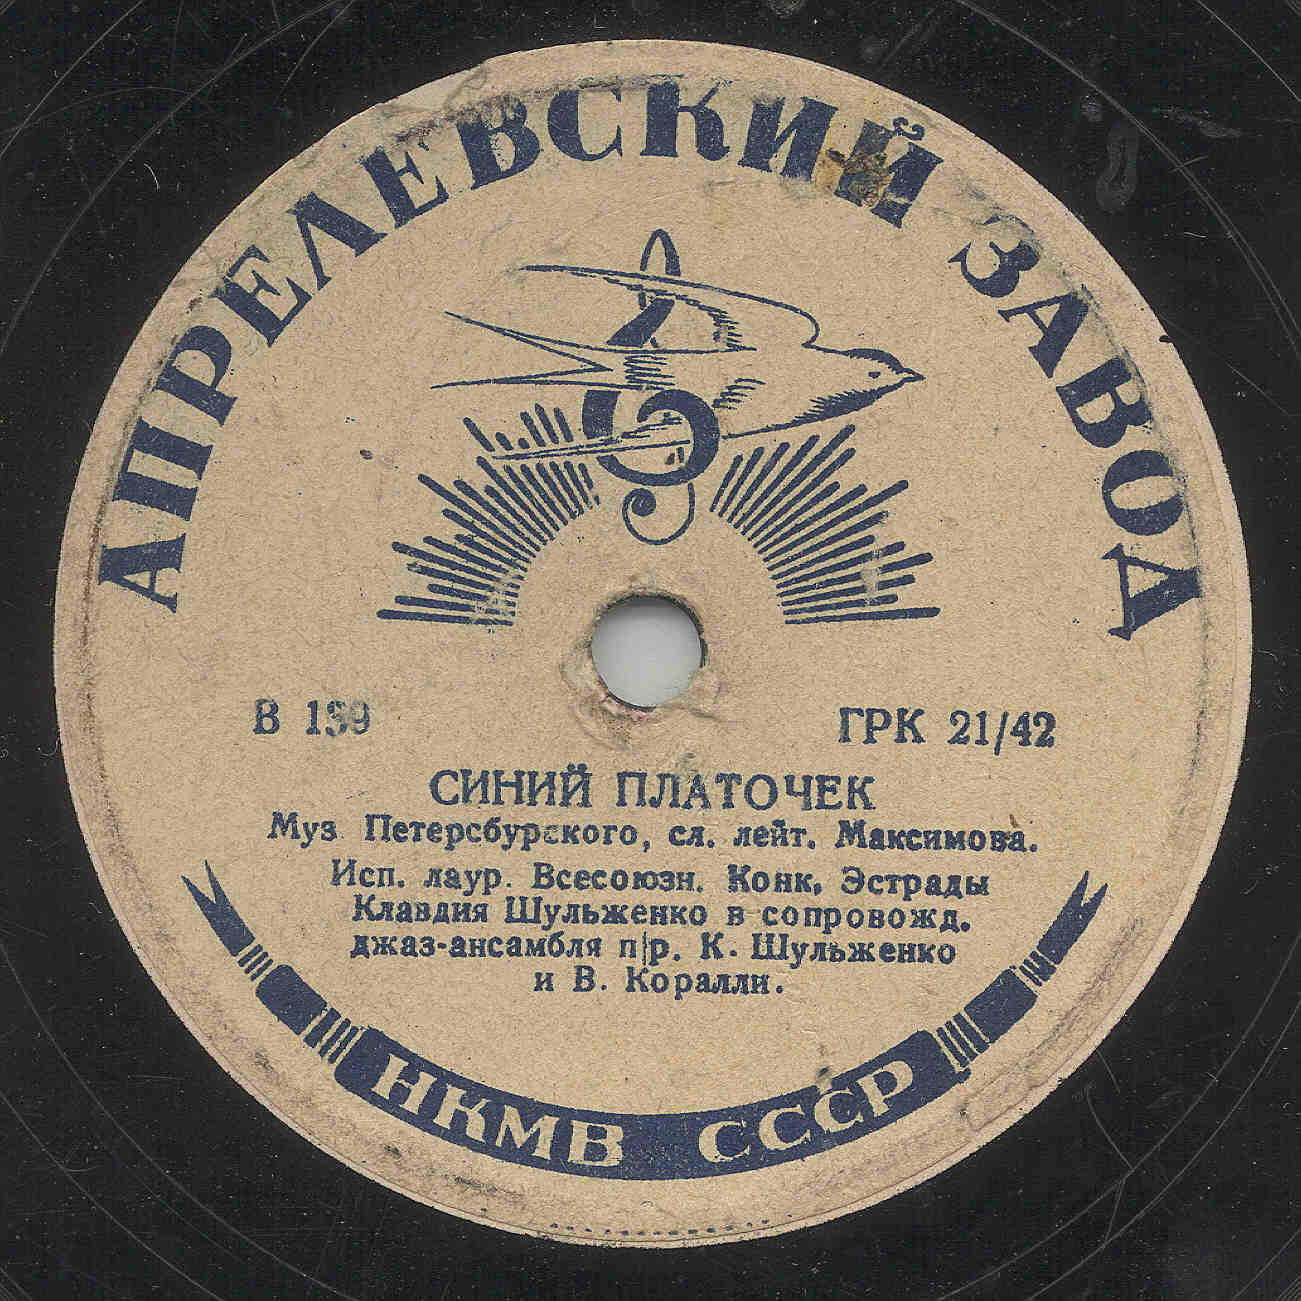 АПРЕЛЕВСКИЙ ЗАВОД
В 139
ГРК 21/42
СИНИЙ ПЛАТОЧЕК
Муз Петерсбурского, сл. лейт. Максимова.
Исп. лаур. Всесоюзн. Конк. Эстрады
Клавдия Шульженко в сопровожд.
джаз-ансамбля п/р. К. Шульженко
и В. Коралли.
НКМВ СССР